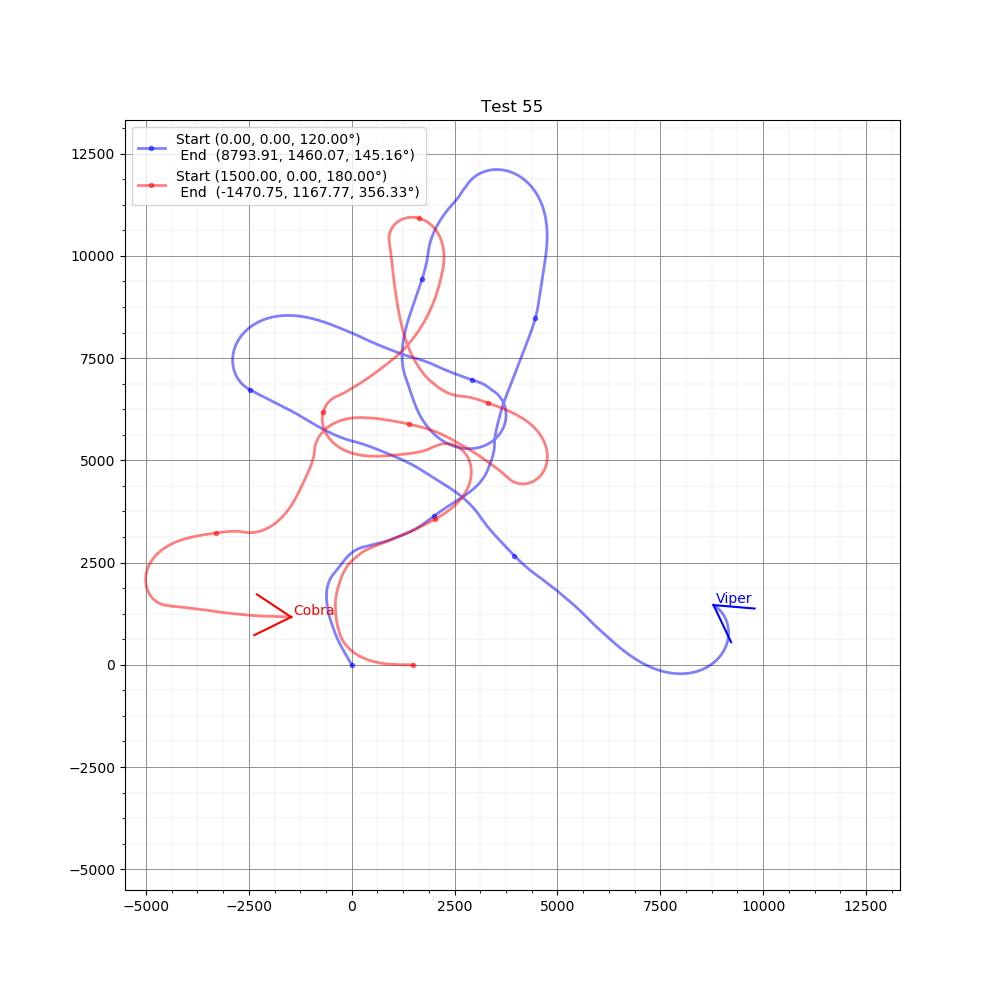 Test 55
Start (0.00, 0.00, 120.00°)
End  (8793.91, 1460.07, 145.16°)
Start (1500.00, 0.00, 180.00°)
End  (-1470.75, 1167.77, 356.33°)
12500
10000
7500
5000
2500
0
−2500
−5000
Cobra
Viper
−5000 −2500 0 2500 5000 7500 10000 12500